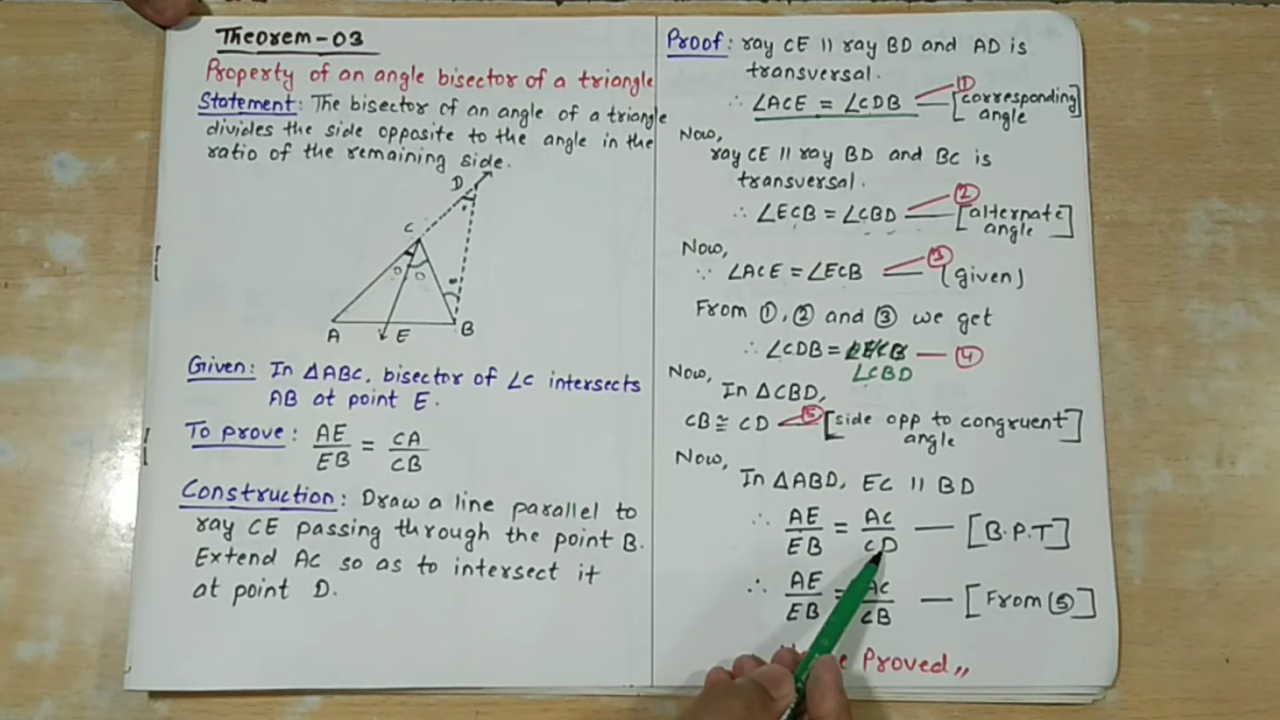 Theorem-03
Property of an angle bisector of a triangle
Statement: The bisector of an angle of a triangle
divides the side opposite to the angle in the
ratio of the remaining side.
D
C
A
E
B
Given: In △ABC, bisector of ∠C intersects
AB at point E.
To prove: AE/EB = CA/CB
Construction: Draw a line parallel to
ray CE passing through the point B.
Extend AC so as to intersect it
at point D.
Proof: ray CE || ray BD and AD is
transversal.
∴ ∠ACE = ∠CDB — ① [corresponding
angle]
Now,
ray CE || ray BD and BC is
transversal.
∴ ∠ECB = ∠CBD — ② [alternate
angle]
Now,
∵ ∠ACE = ∠ECB — ③ (given)
From ①, ② and ③ we get
∴ ∠CDB = — ④
∠CBD
Now,
In △CBD,
CB ≅ CD — ⑤ [side opp to congruent
angle]
Now,
In △ABD, EC || BD
∴ AE/EB = AC/CD — [B.P.T]
∴ AE/EB = AC/CB — [From ⑤]
Proved,,